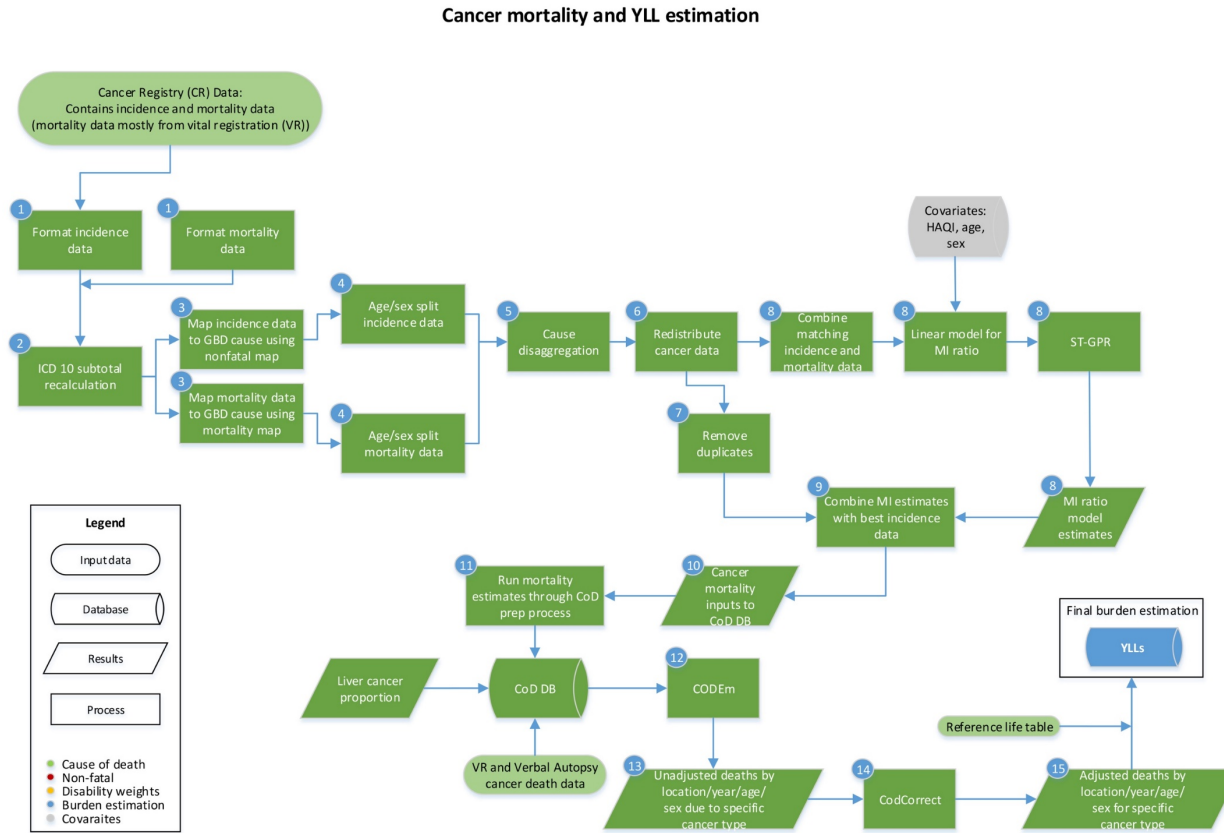 Cancer mortality and YLL estimation
Cancer Registry (CR) Data:
Contains incidence and mortality data
(mortality data mostly from vital registration (VR))
1
Format incidence
data
1
Format mortality
data
Covariates:
HAQI, age,
sex
2
ICD 10 subtotal
recalculation
3
Map incidence data
to GBD cause using
nonfatal map
3
Map mortality data
to GBD cause using
mortality map
4
Age/sex split
incidence data
4
Age/sex split
mortality data
5
Cause
disaggregation
6
Redistribute
cancer data
8
Combine
matching
incidence and
mortality data
8
Linear model for
MI ratio
8
ST-GPR
7
Remove
duplicates
9
Combine MI estimates
with best incidence
data
8
MI ratio
model
estimates
11
Run mortality
estimates through CoD
prep process
10
Cancer
mortality
inputs to
CoD DB
Liver cancer
proportion
CoD DB
12
CODEm
VR and Verbal Autopsy
cancer death data
13
Unadjusted deaths by
location/year/age/
sex due to specific
cancer type
14
CodCorrect
15
Adjusted deaths by
location/year/age/
sex for specific
cancer type
Reference life table
Final burden estimation
YLLs
Legend
Input data
Database
Results
Process
Cause of death
Non-fatal
Disability weights
Burden estimation
Covaraites